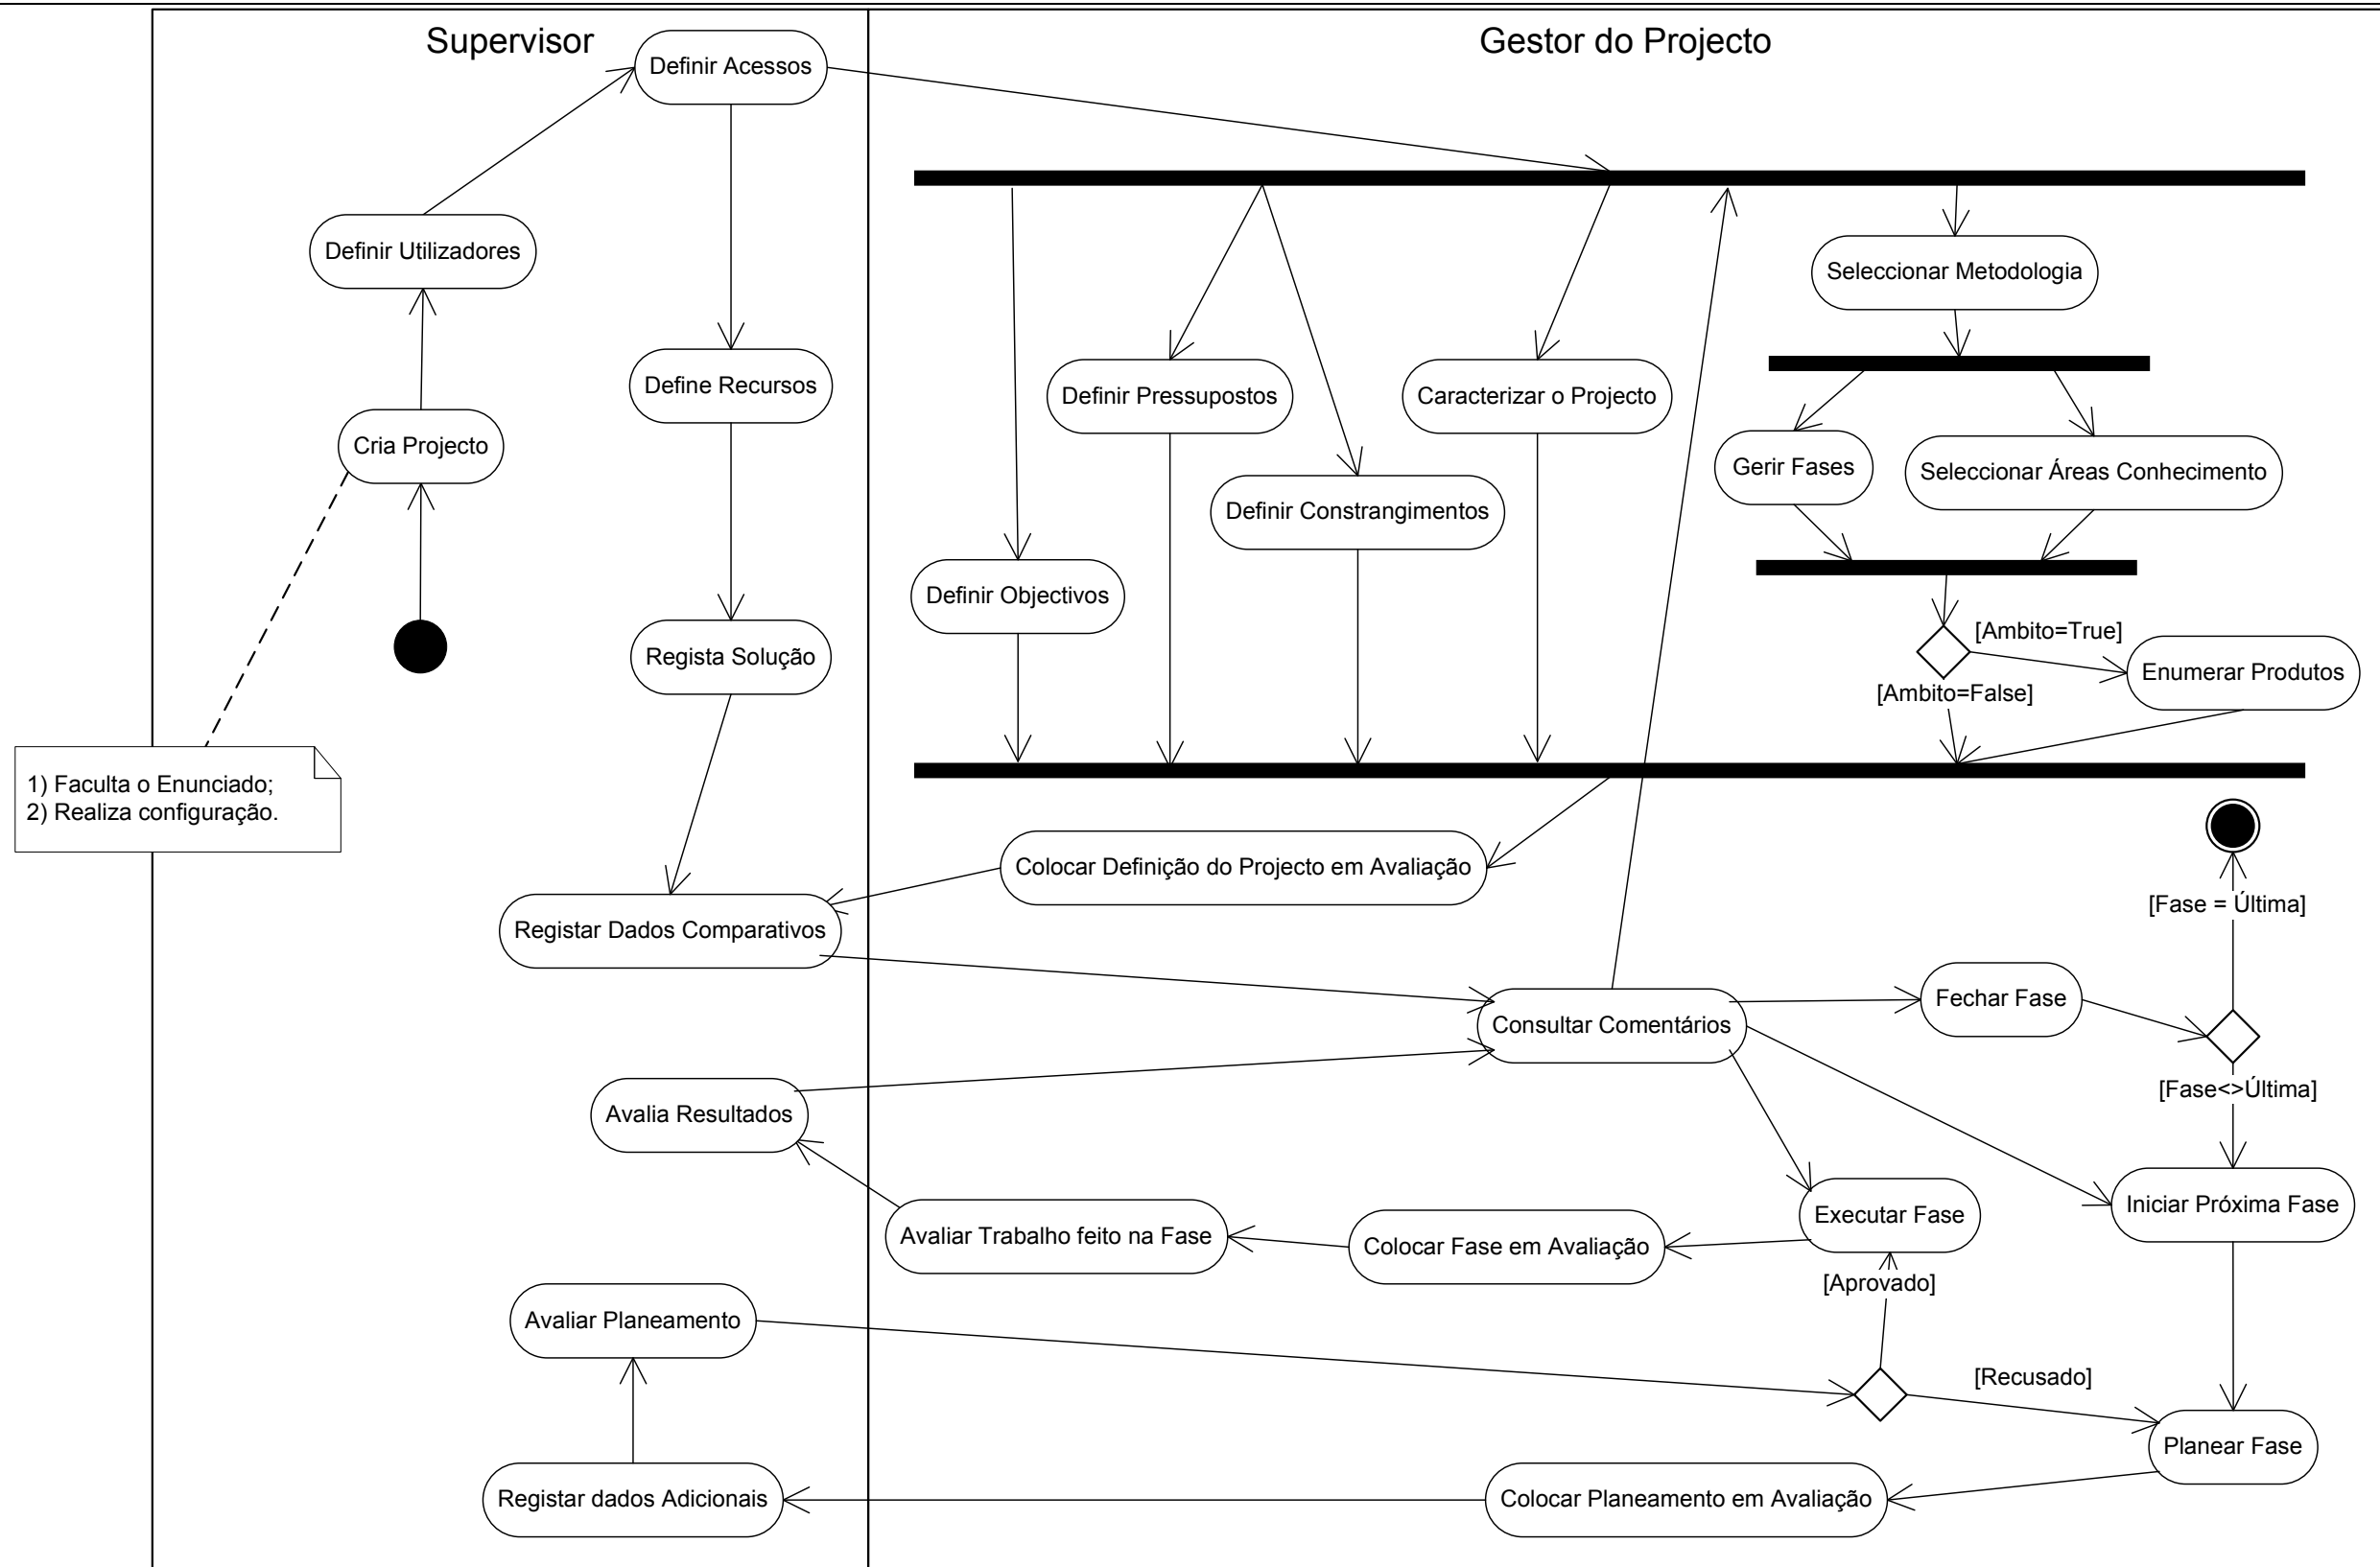 Supervisor
Gestor do Projecto
Definir Acessos
Definir Utilizadores
Seleccionar Metodologia
Define Recursos
Definir Pressupostos
Caracterizar o Projecto
Cria Projecto
Gerir Fases
Seleccionar Áreas Conhecimento
Definir Constrangimentos
Definir Objectivos
Regista Solução
[Ambito=True]
Enumerar Produtos
[Ambito=False]
1) Faculta o Enunciado;
2) Realiza configuração.
Colocar Definição do Projecto em Avaliação
[Fase = Última]
Registar Dados Comparativos
Fechar Fase
Consultar Comentários
[Fase<>Última]
Avalia Resultados
Iniciar Próxima Fase
Executar Fase
Avaliar Trabalho feito na Fase
Colocar Fase em Avaliação
[Aprovado]
Avaliar Planeamento
[Recusado]
Planear Fase
Registar dados Adicionais
Colocar Planeamento em Avaliação